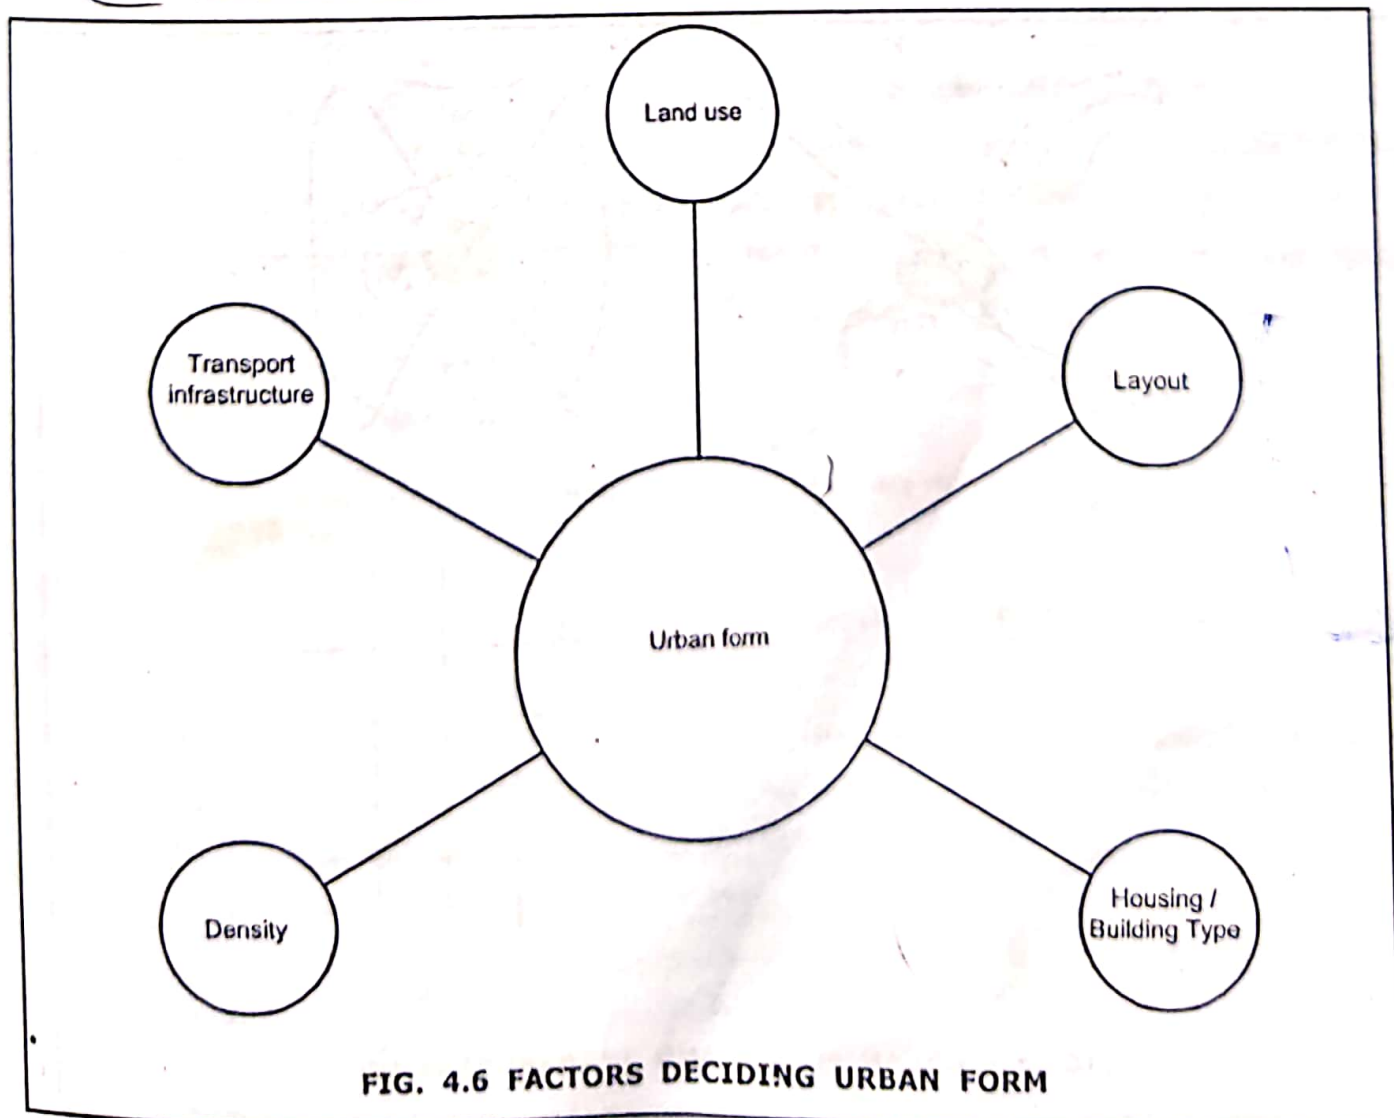 Land use
Transport
infrastructure
Layout
Urban form
Density
Housing /
Building Type
FIG. 4.6 FACTORS DECIDING URBAN FORM